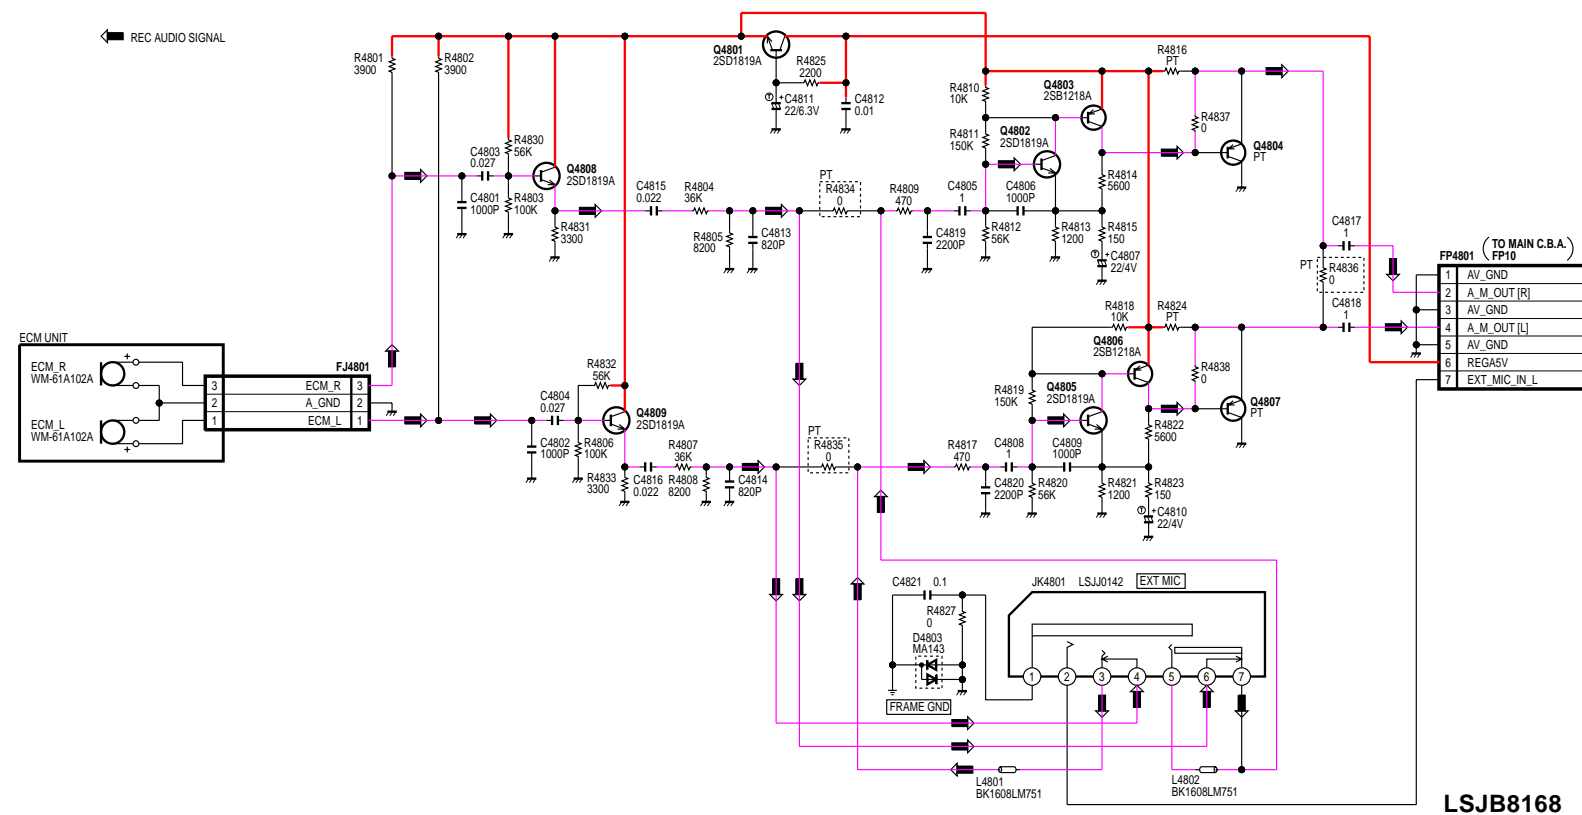 REC AUDIO SIGNAL
R4801
3900
R4802
3900
Q4801
2SD1819A
R4825
2200
C4811
22/6.3V
C4812
0.01
R4816
PT
R4810
10K
Q4803
2SB1218A
R4811
150K
Q4802
2SD1819A
R4837
0
Q4804
PT
R4830
56K
C4803
0.027
Q4808
2SD1819A
C4801
1000P
R4803
100K
R4831
3300
C4815
0.022
R4804
36K
R4805
8200
C4813
820P
PT
R4834
0
R4809
470
C4805
1
C4806
1000P
R4814
5600
C4819
2200P
R4812
56K
R4813
1200
R4815
150
C4807
22/4V
C4817
1
PT
R4836
0
C4818
1
FP4801
(TO MAIN C.B.A.)
FP10
1 AV_GND
2 A_M_OUT [R]
3 AV_GND
4 A_M_OUT [L]
5 AV_GND
6 REGA5V
7 EXT_MIC_IN_L
ECM UNIT
ECM_R
WM-61A102A
ECM_L
WM-61A102A
+
+
FJ4801
3 ECM_R 3
2 A_GND 2
1 ECM_L 1
R4832
56K
C4804
0.027
Q4809
2SD1819A
C4802
1000P
R4806
100K
R4833
3300
C4816
0.022
R4807
36K
R4808
8200
C4814
820P
PT
R4835
0
R4817
470
C4808
1
C4809
1000P
R4818
10K
R4824
PT
Q4806
2SB1218A
R4819
150K
Q4805
2SD1819A
R4838
0
Q4807
PT
R4822
5600
C4820
2200P
R4820
56K
R4821
1200
R4823
150
C4810
22/4V
C4821 0.1
R4827
0
D4803
MA143
FRAME GND
JK4801 LSJJ0142 EXT MIC
1 2 3 4 5 6 7
L4801
BK1608LM751
L4802
BK1608LM751
LSJB8168